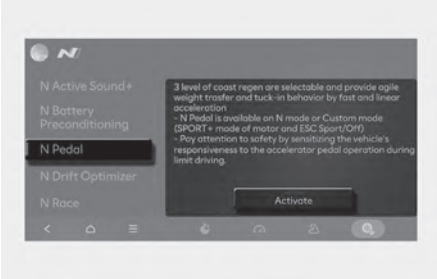 N
N Active Sound+
N Battery
Preconditioning
N Pedal
N Drift Optimizer
N Race
3 level of coast regen are selectable and provide agile
weight trasfer and tuck-in behavior by fast and linear
acceleration
- N Pedal is available on N mode or Custom mode
(SPORT+ mode of motor and ESC Sport/Off)
- Pay attention to safety by sensitizing the vehicle's
responsiveness to the accelerator pedal operation during
limit driving.
Activate